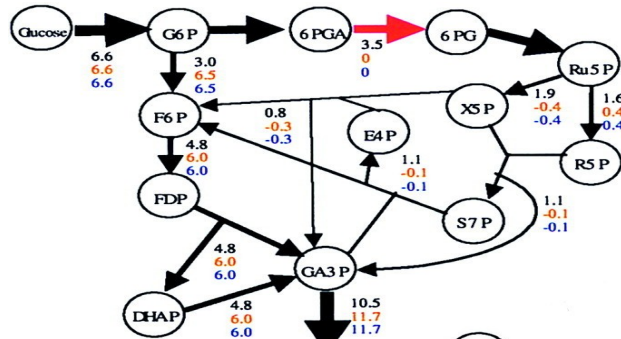 Glucose
G6P
6PGA
6PG
Ru5P
6.6
6.6
6.6
3.0
6.5
6.5
3.5
0
0
1.9
-0.4
-0.4
1.6
0.4
0.4
F6P
0.8
-0.3
-0.3
E4P
X5P
R5P
4.8
6.0
6.0
1.1
-0.1
-0.1
FDP
S7P
1.1
-0.1
-0.1
4.8
6.0
6.0
GA3P
DHAP
4.8
6.0
6.0
10.5
11.7
11.7